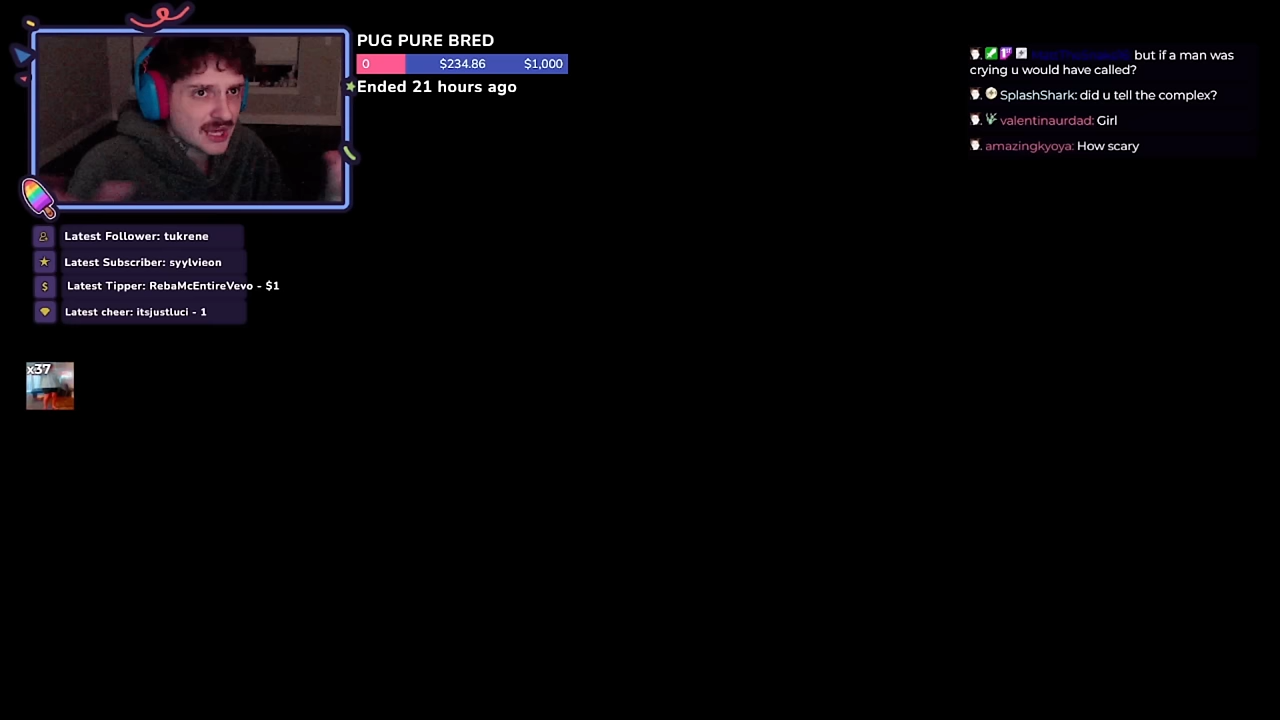 PUG PURE BRED
0 $234.86 $1,000
Ended 21 hours ago
Latest Follower: tukrene
Latest Subscriber: syylvieon
Latest Tipper: RebaMcEntireVevo - $1
Latest cheer: itsjustluci - 1
x37
but if a man was
crying u would have called?
SplashShark: did u tell the complex?
valentinaurdad: Girl
amazingkyoya: How scary